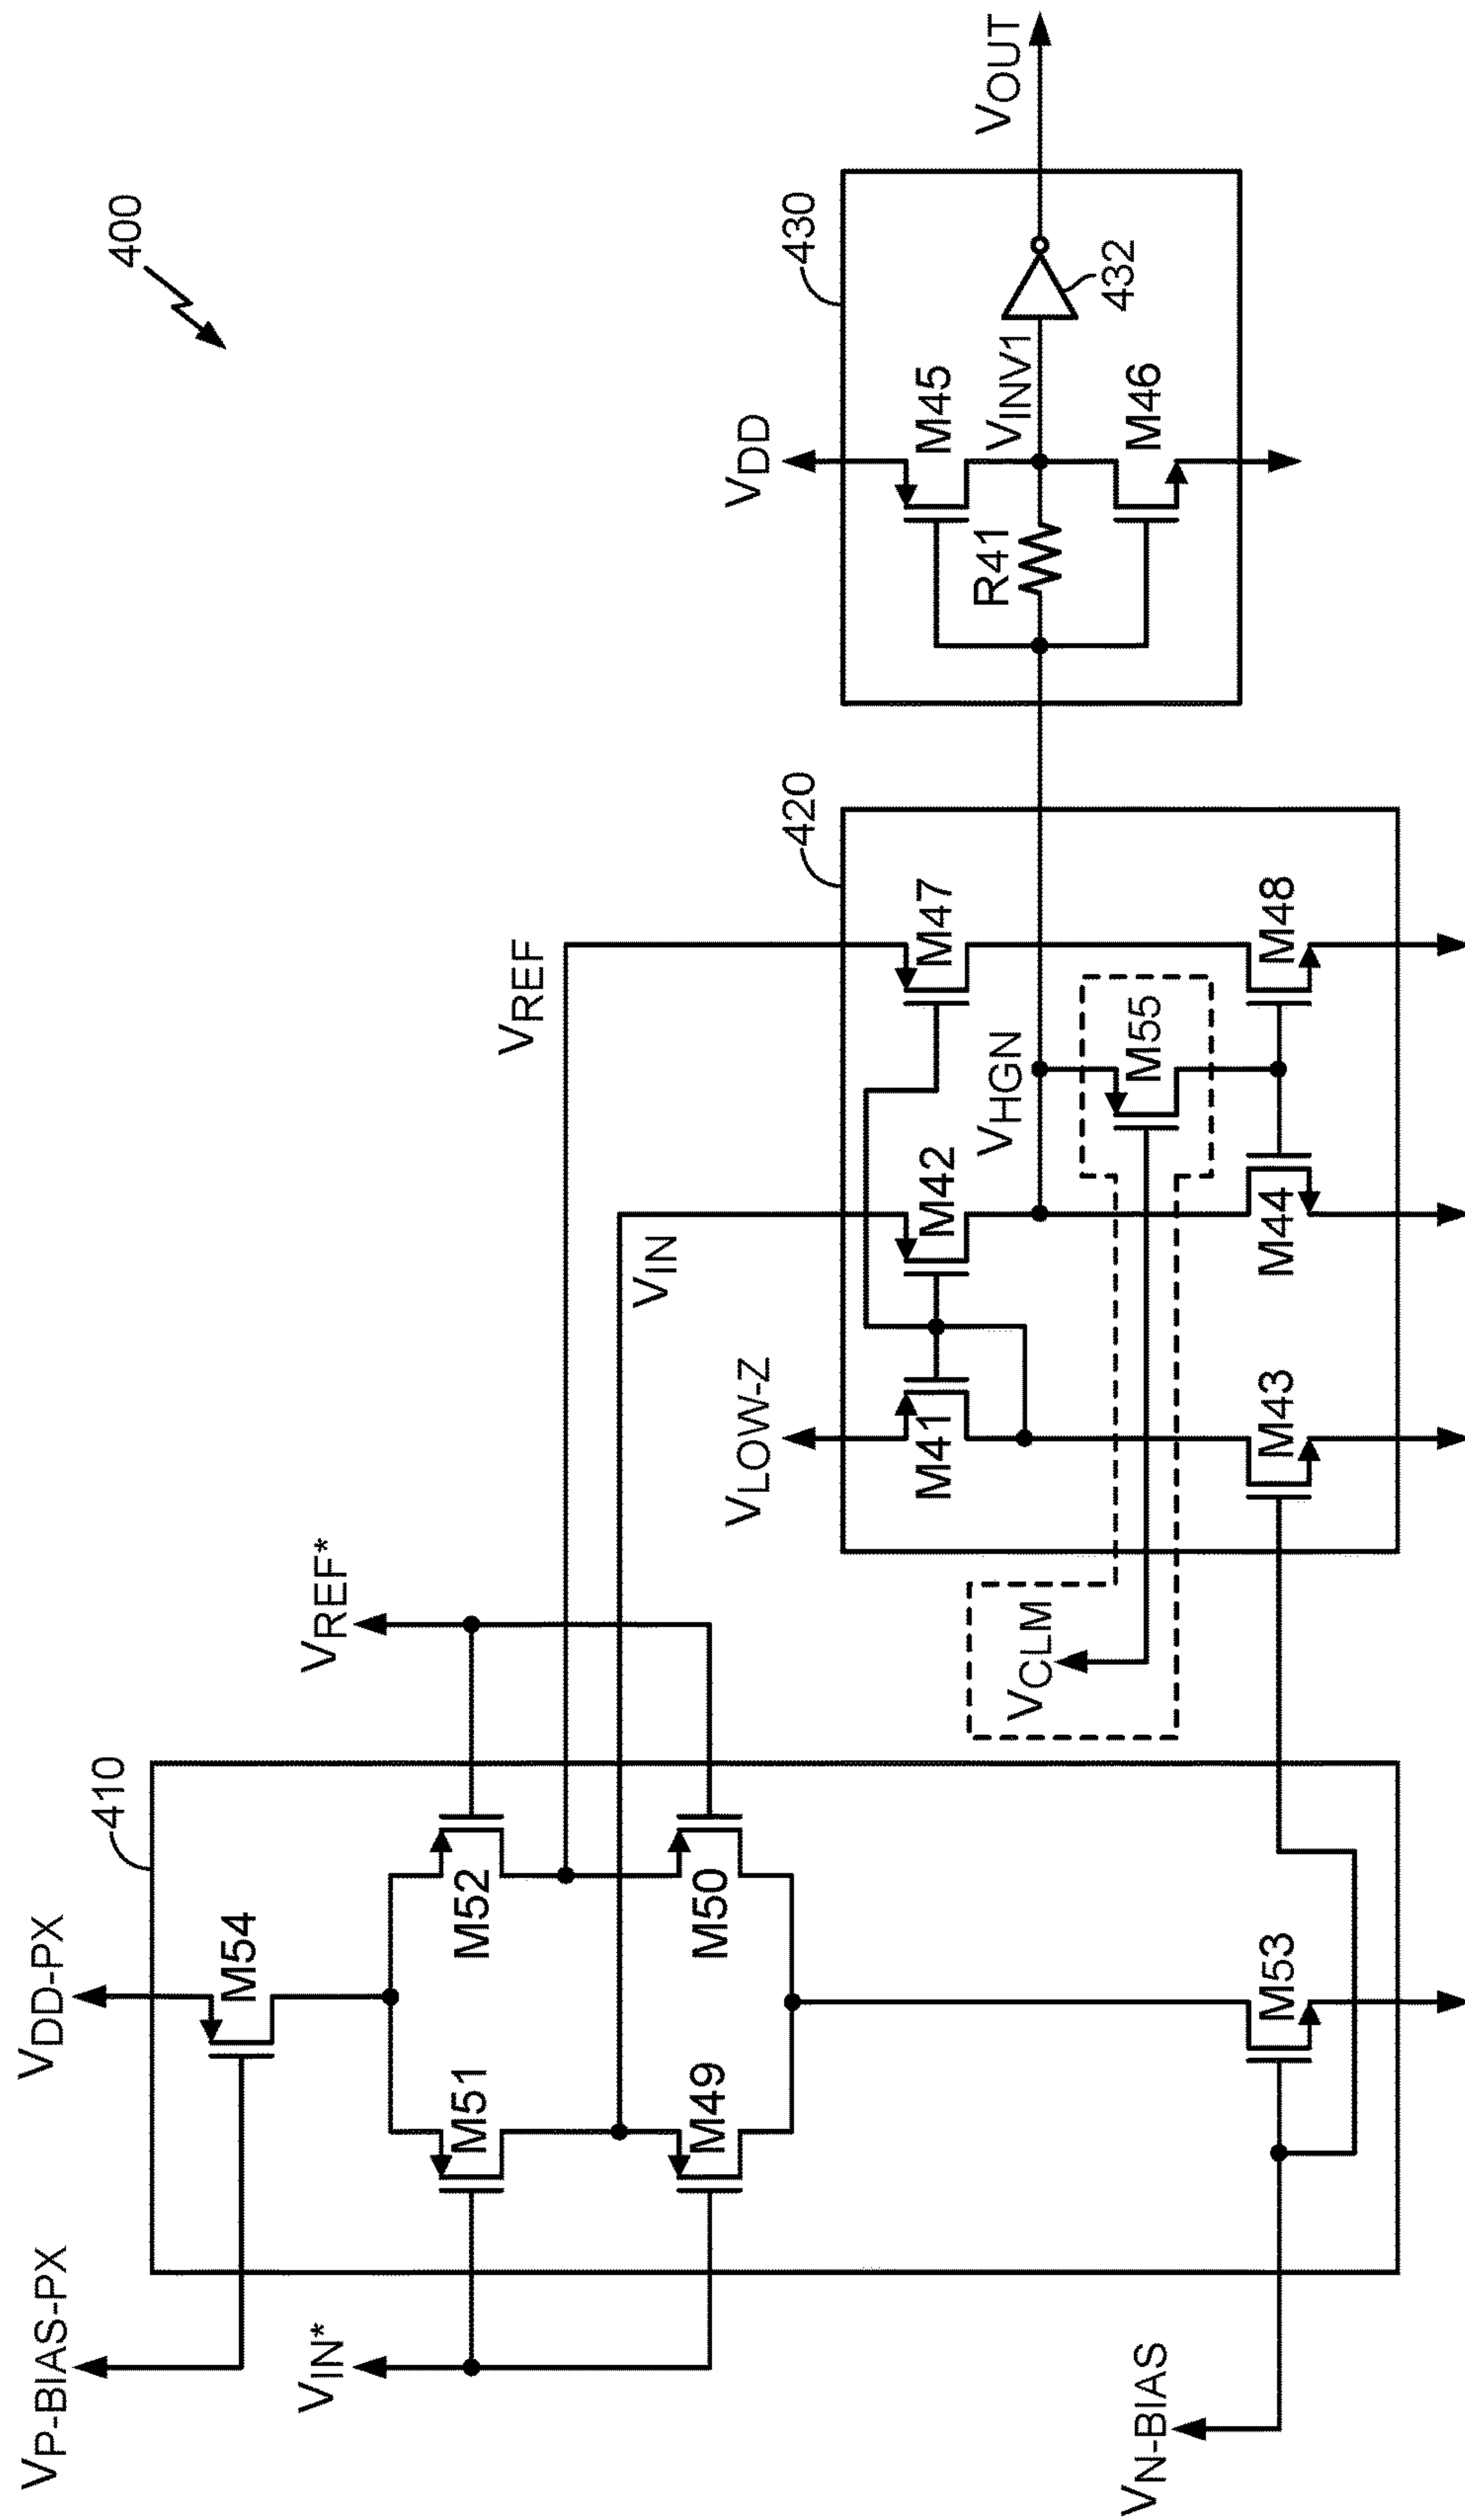 400
VP-BIAS-PX
VDD-PX
410
M54
VIN*
VREF*
M51
M52
M49
M50
M53
VN-BIAS
VREF
VIN
VLOW-Z
420
M41
M42
M47
VHGN
VCLM
M55
M43
M44
M48
VDD
430
M45
R41
VINV1
M46
432
VOUT